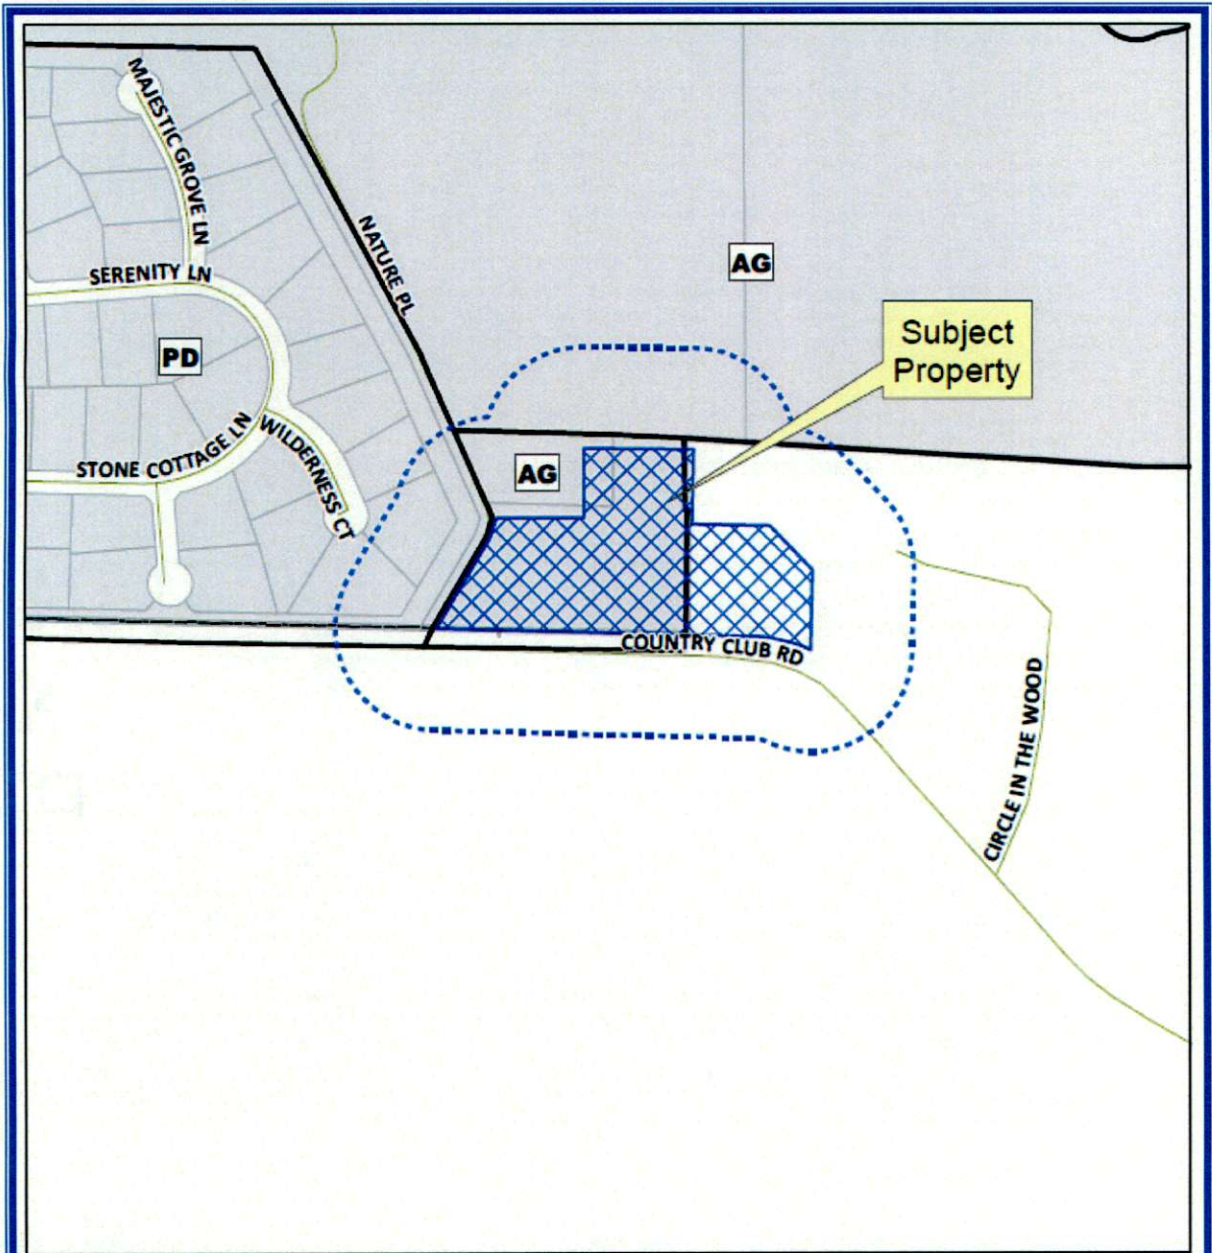 MAJESTIC GROVE LN
NATURE PL
SERENITY LN
AG
Subject
Property
PD
STONE COTTAGE LN
WILDERNESS CT
AG
COUNTRY CLUB RD
CIRCLE IN THE WOOD